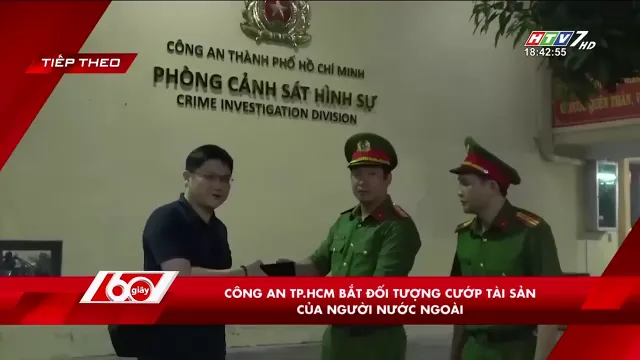 TIẾP THEO
HTV7 HD
18:42:55
CÔNG AN THÀNH PHỐ HỒ CHÍ MINH
PHÒNG CẢNH SÁT HÌNH SỰ
CRIME INVESTIGATION DIVISION
60 giây
CÔNG AN TP.HCM BẮT ĐỐI TƯỢNG CƯỚP TÀI SẢN
CỦA NGƯỜI NƯỚC NGOÀI